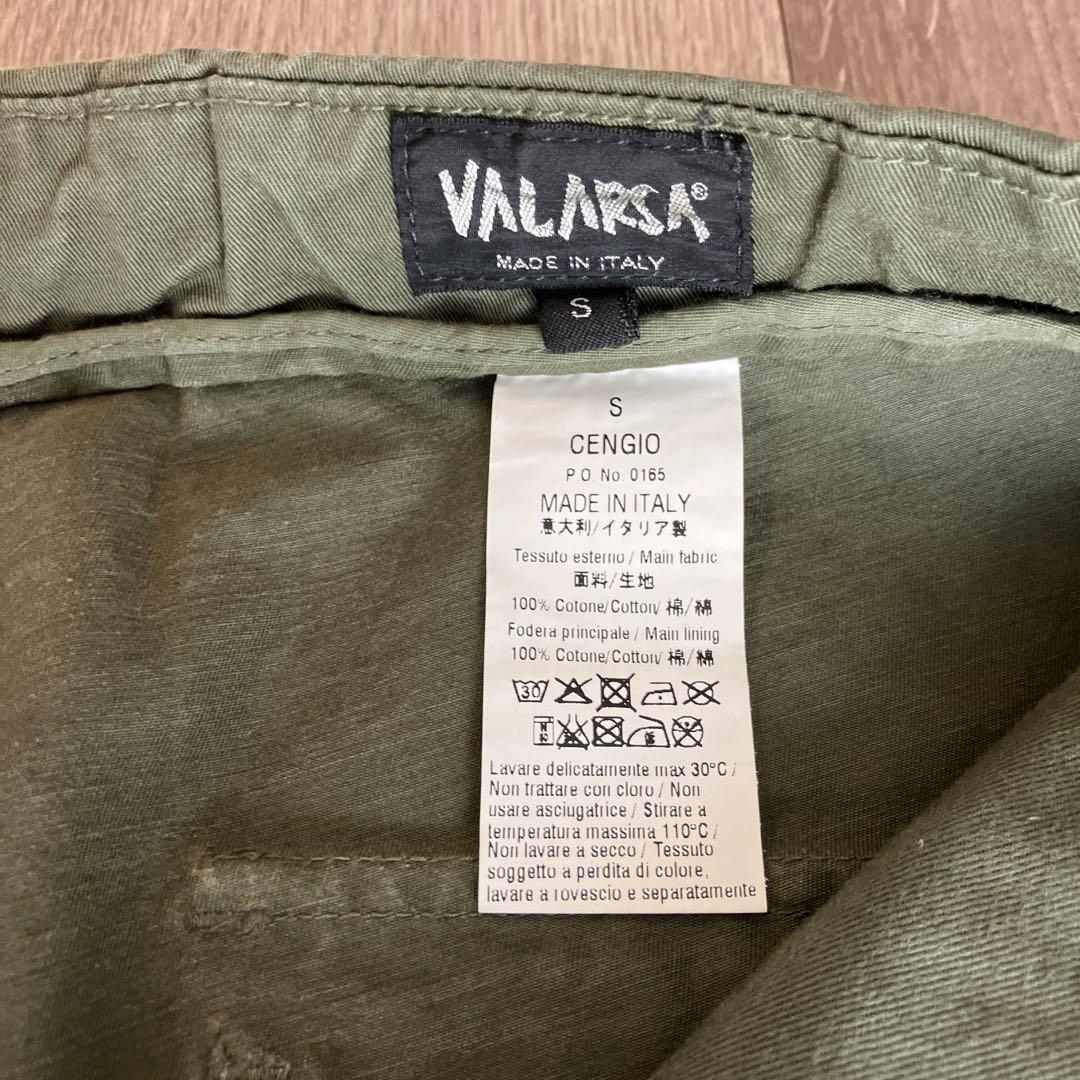 VALARSA®
MADE IN ITALY
S
S
CENGIO
P.O. No. 0165
MADE IN ITALY
意大利/イタリア製
Tessuto esterno / Main fabric
面料/生地
100% Cotone/Cotton/ 棉/綿
Fodera principale / Main lining
100% Cotone/Cotton/ 棉/綿
30
Lavare delicatamente max 30°C /
Non trattare con cloro / Non
usare asciugatrice / Stirare a
temperatura massima 110°C /
Non lavare a secco / Tessuto
soggetto a perdita di colore,
lavare a rovescio e separatamente